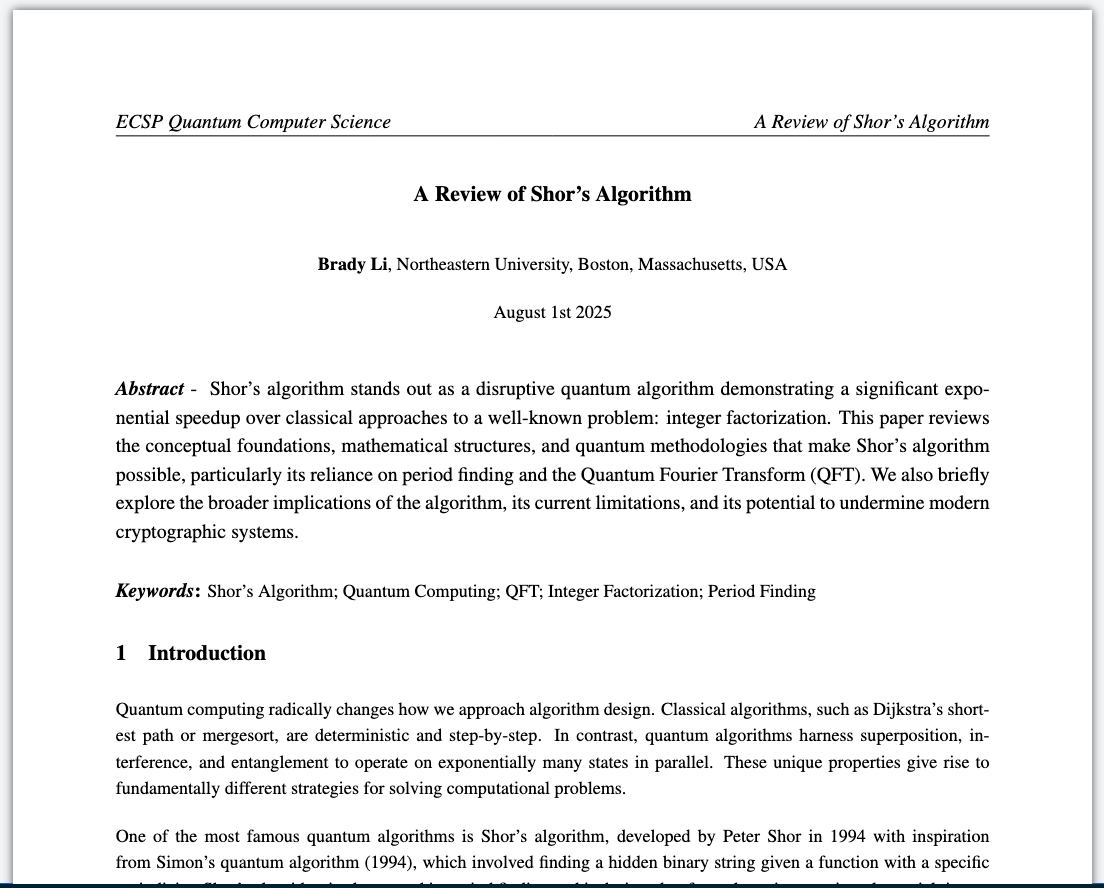 ECSP Quantum Computer Science A Review of Shor's Algorithm
A Review of Shor's Algorithm
Brady Li, Northeastern University, Boston, Massachusetts, USA
August 1st 2025
Abstract - Shor's algorithm stands out as a disruptive quantum algorithm demonstrating a significant expo-
nential speedup over classical approaches to a well-known problem: integer factorization. This paper reviews
the conceptual foundations, mathematical structures, and quantum methodologies that make Shor's algorithm
possible, particularly its reliance on period finding and the Quantum Fourier Transform (QFT). We also briefly
explore the broader implications of the algorithm, its current limitations, and its potential to undermine modern
cryptographic systems.
Keywords: Shor's Algorithm; Quantum Computing; QFT; Integer Factorization; Period Finding
1 Introduction
Quantum computing radically changes how we approach algorithm design. Classical algorithms, such as Dijkstra's short-
est path or mergesort, are deterministic and step-by-step. In contrast, quantum algorithms harness superposition, in-
terference, and entanglement to operate on exponentially many states in parallel. These unique properties give rise to
fundamentally different strategies for solving computational problems.
One of the most famous quantum algorithms is Shor's algorithm, developed by Peter Shor in 1994 with inspiration
from Simon's quantum algorithm (1994), which involved finding a hidden binary string given a function with a specific